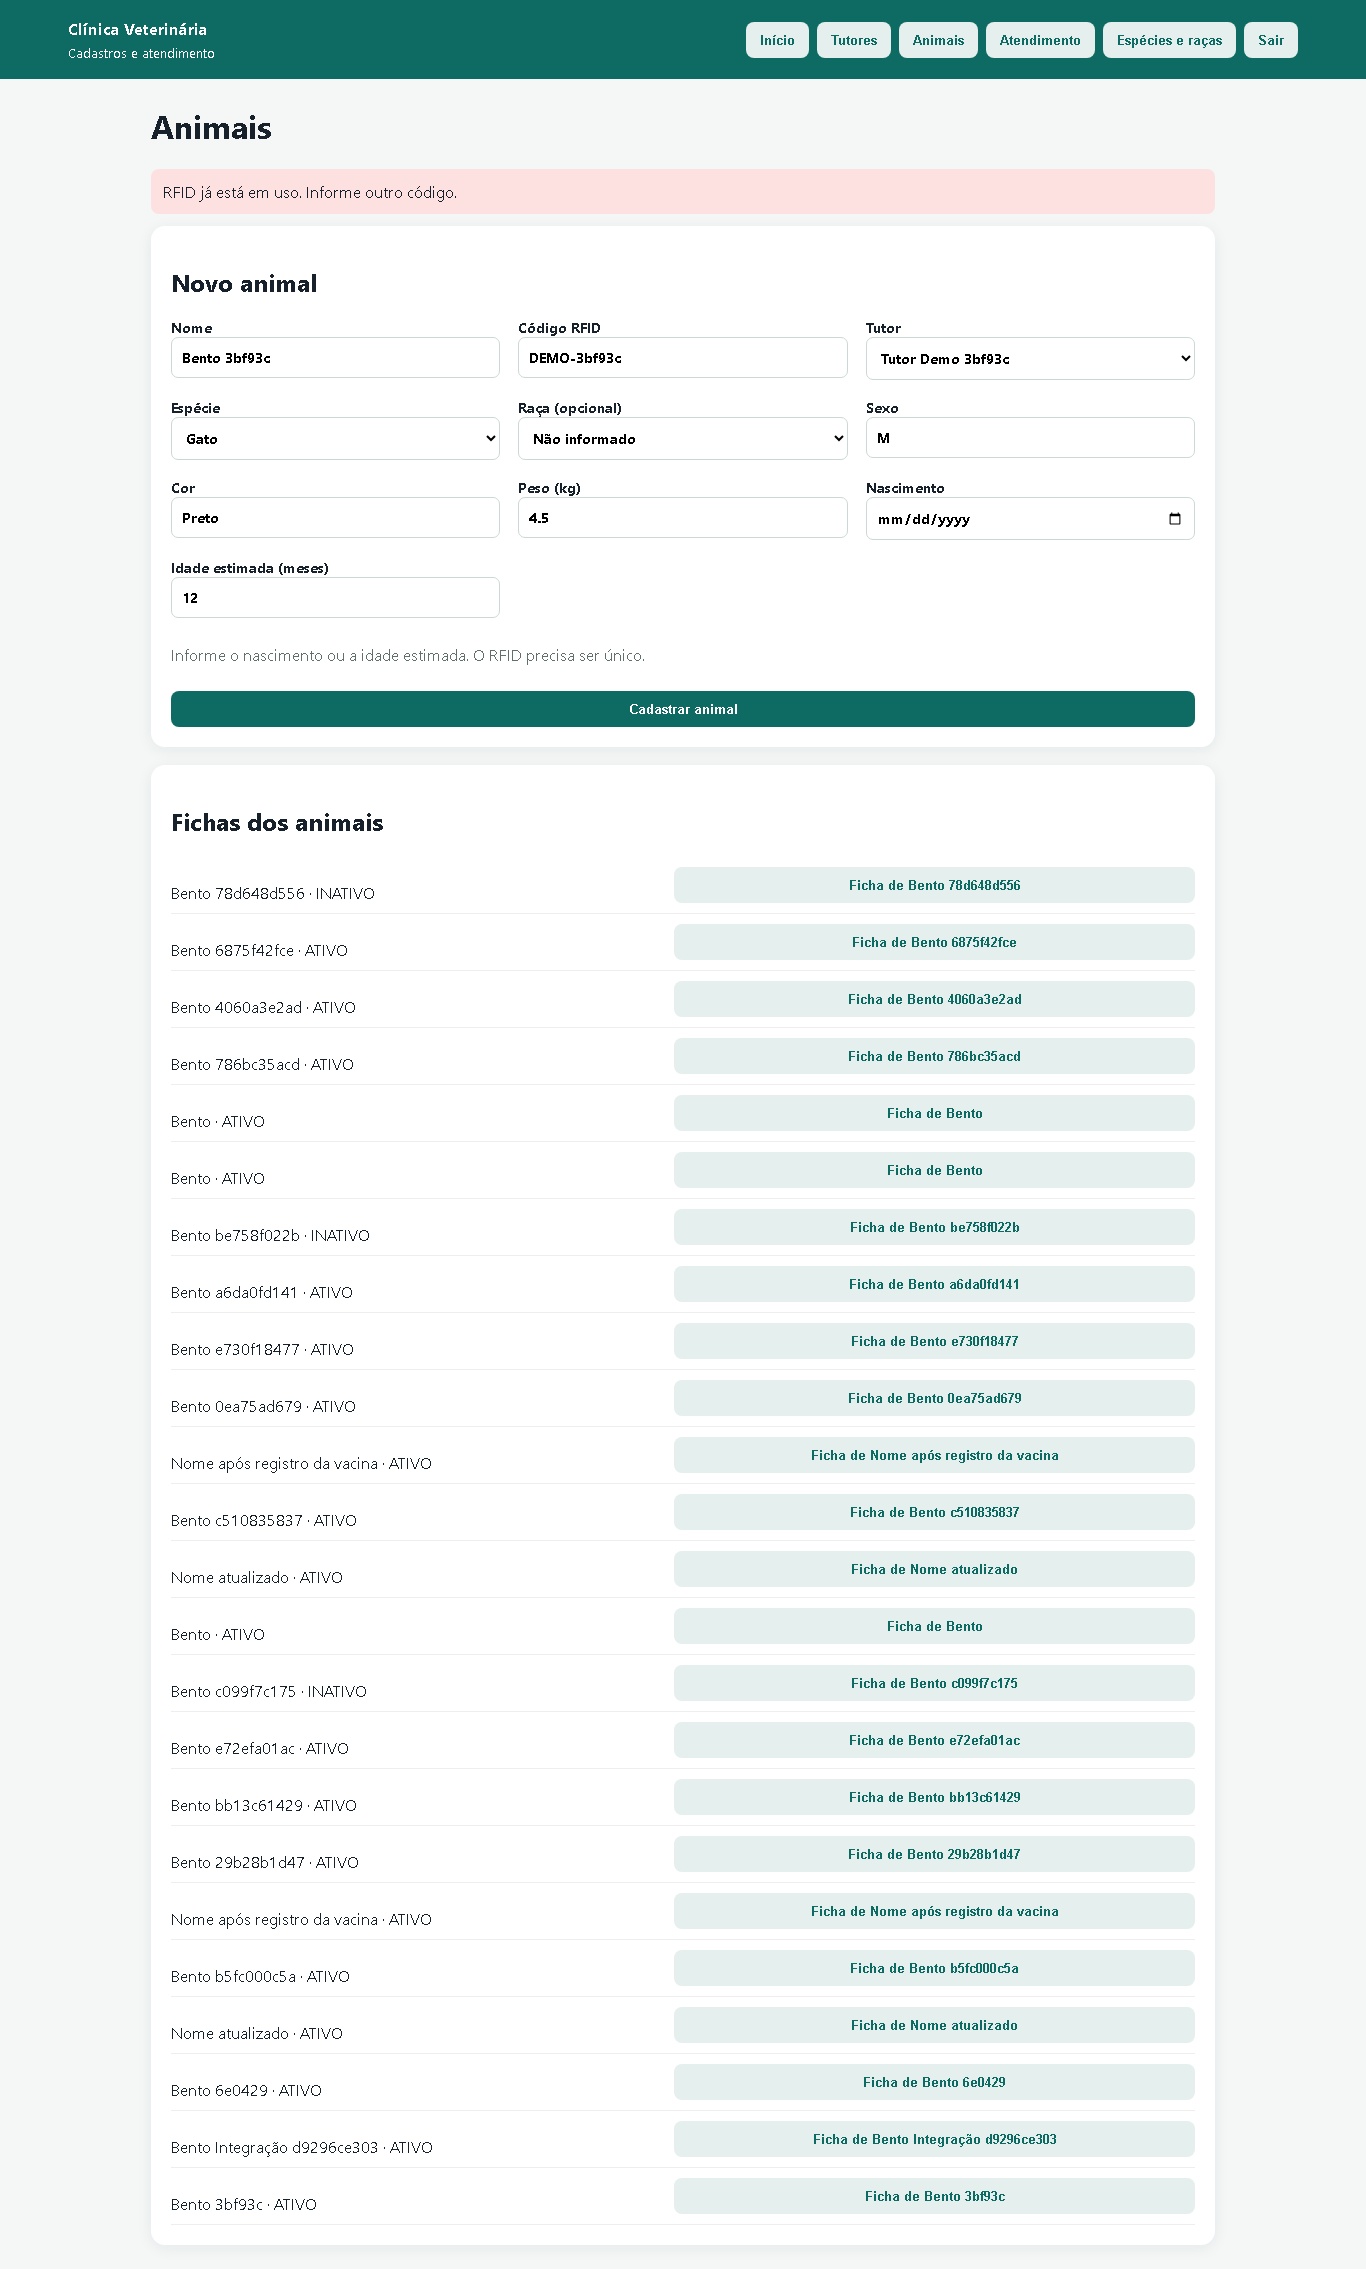 Clínica Veterinária
Cadastros e atendimento
Início Tutores Animais Atendimento Espécies e raças Sair
Animais
RFID já está em uso. Informe outro código.
Novo animal
Nome Código RFID Tutor
Bento 3bf93c DEMO-3bf93c Tutor Demo 3bf93c
Espécie Raça (opcional) Sexo
Gato Não informado M
Cor Peso (kg) Nascimento
Preto 4.5 mm/dd/yyyy
Idade estimada (meses)
12
Informe o nascimento ou a idade estimada. O RFID precisa ser único.
Cadastrar animal
Fichas dos animais
Bento 78d648d556 · INATIVO Ficha de Bento 78d648d556
Bento 6875f42fce · ATIVO Ficha de Bento 6875f42fce
Bento 4060a3e2ad · ATIVO Ficha de Bento 4060a3e2ad
Bento 786bc35acd · ATIVO Ficha de Bento 786bc35acd
Bento · ATIVO Ficha de Bento
Bento · ATIVO Ficha de Bento
Bento be758f022b · INATIVO Ficha de Bento be758f022b
Bento a6da0fd141 · ATIVO Ficha de Bento a6da0fd141
Bento e730f18477 · ATIVO Ficha de Bento e730f18477
Bento 0ea75ad679 · ATIVO Ficha de Bento 0ea75ad679
Nome após registro da vacina · ATIVO Ficha de Nome após registro da vacina
Bento c510835837 · ATIVO Ficha de Bento c510835837
Nome atualizado · ATIVO Ficha de Nome atualizado
Bento · ATIVO Ficha de Bento
Bento c099f7c175 · INATIVO Ficha de Bento c099f7c175
Bento e72efa01ac · ATIVO Ficha de Bento e72efa01ac
Bento bb13c61429 · ATIVO Ficha de Bento bb13c61429
Bento 29b28b1d47 · ATIVO Ficha de Bento 29b28b1d47
Nome após registro da vacina · ATIVO Ficha de Nome após registro da vacina
Bento b5fc000c5a · ATIVO Ficha de Bento b5fc000c5a
Nome atualizado · ATIVO Ficha de Nome atualizado
Bento 6e0429 · ATIVO Ficha de Bento 6e0429
Bento Integração d9296ce303 · ATIVO Ficha de Bento Integração d9296ce303
Bento 3bf93c · ATIVO Ficha de Bento 3bf93c